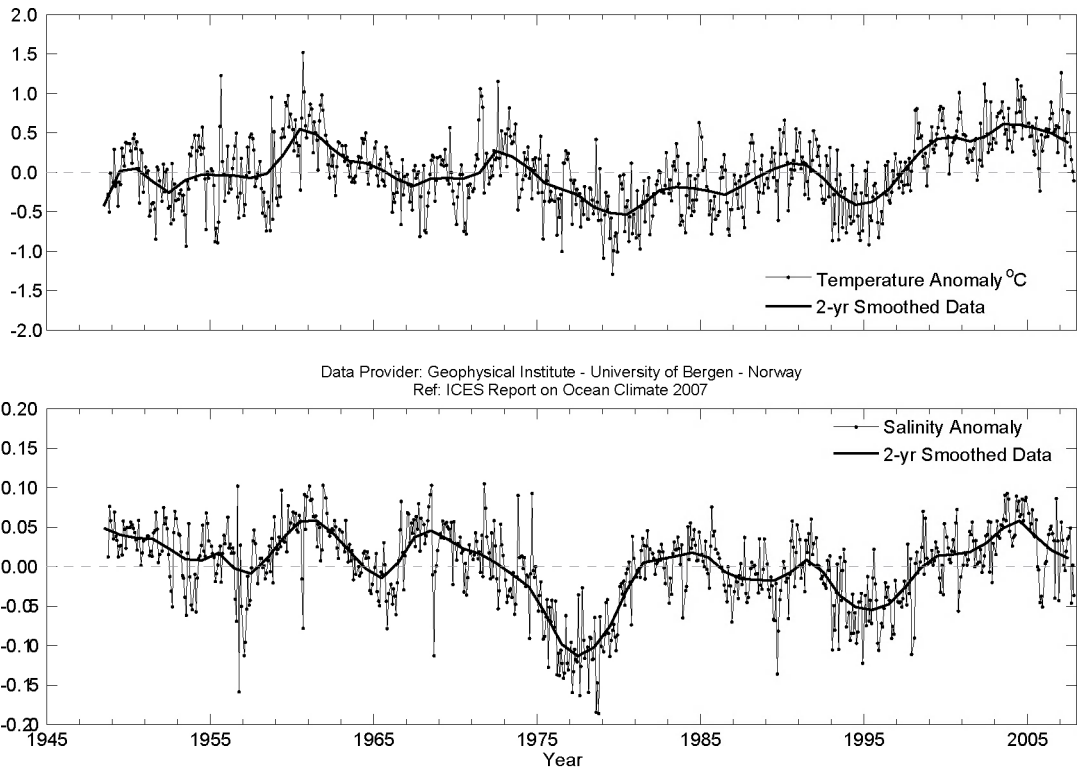 2.0
1.5
1.0
0.5
0.0
-0.5
-1.0
-1.5
-2.0
Temperature Anomaly °C
2-yr Smoothed Data
Data Provider: Geophysical Institute - University of Bergen - Norway
Ref: ICES Report on Ocean Climate 2007
0.20
0.15
0.10
0.05
0.00
-0.05
-0.10
-0.15
-0.20
Salinity Anomaly
2-yr Smoothed Data
1945 1955 1965 1975 1985 1995 2005
Year